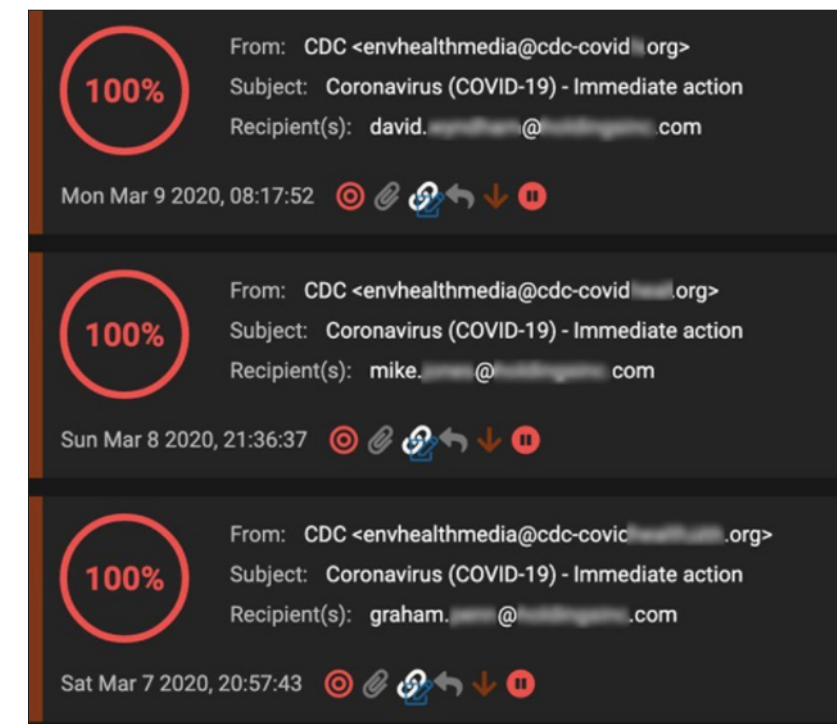 100%
From: CDC <envhealthmedia@cdc-covid org>
Subject: Coronavirus (COVID-19) - Immediate action
Recipient(s): david. @ .com
Mon Mar 9 2020, 08:17:52
100%
From: CDC <envhealthmedia@cdc-covid .org>
Subject: Coronavirus (COVID-19) - Immediate action
Recipient(s): mike. @ com
Sun Mar 8 2020, 21:36:37
100%
From: CDC <envhealthmedia@cdc-covid .org>
Subject: Coronavirus (COVID-19) - Immediate action
Recipient(s): graham. @ .com
Sat Mar 7 2020, 20:57:43